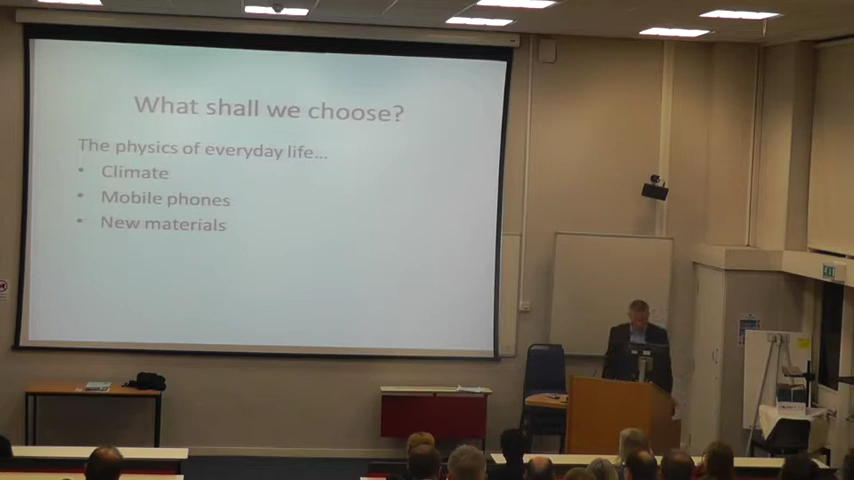 What shall we choose?
The physics of everyday life...
• Climate
• Mobile phones
• New materials